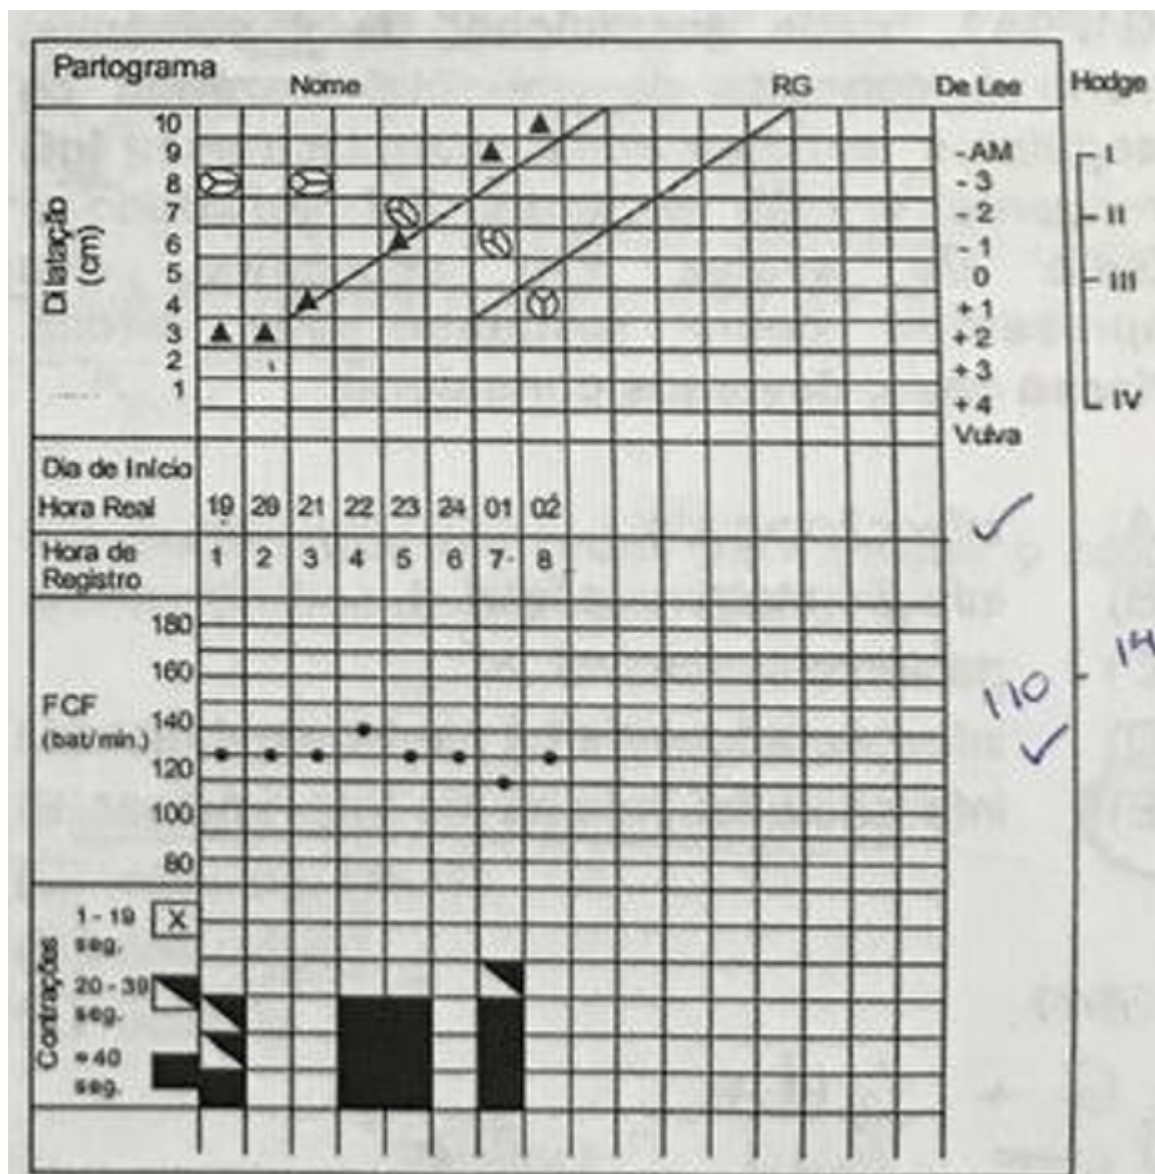 Partograma
Nome RG De Lee Hodge
10
9 - AM I
8 - 3
7 - 2 II
6 - 1
5 0 III
4 + 1
3 + 2
2 + 3
1 + 4 IV
Vulva
Dilatação
(cm)
Dia de Início
Hora Real 19 20 21 22 23 24 01 02
Hora de
Registro 1 2 3 4 5 6 7 8
180
160
FCF
(bat/min.)
140
120
100
80
110
Contrações
1 - 19
seg.
X
20 - 39
seg.
= 40
seg.